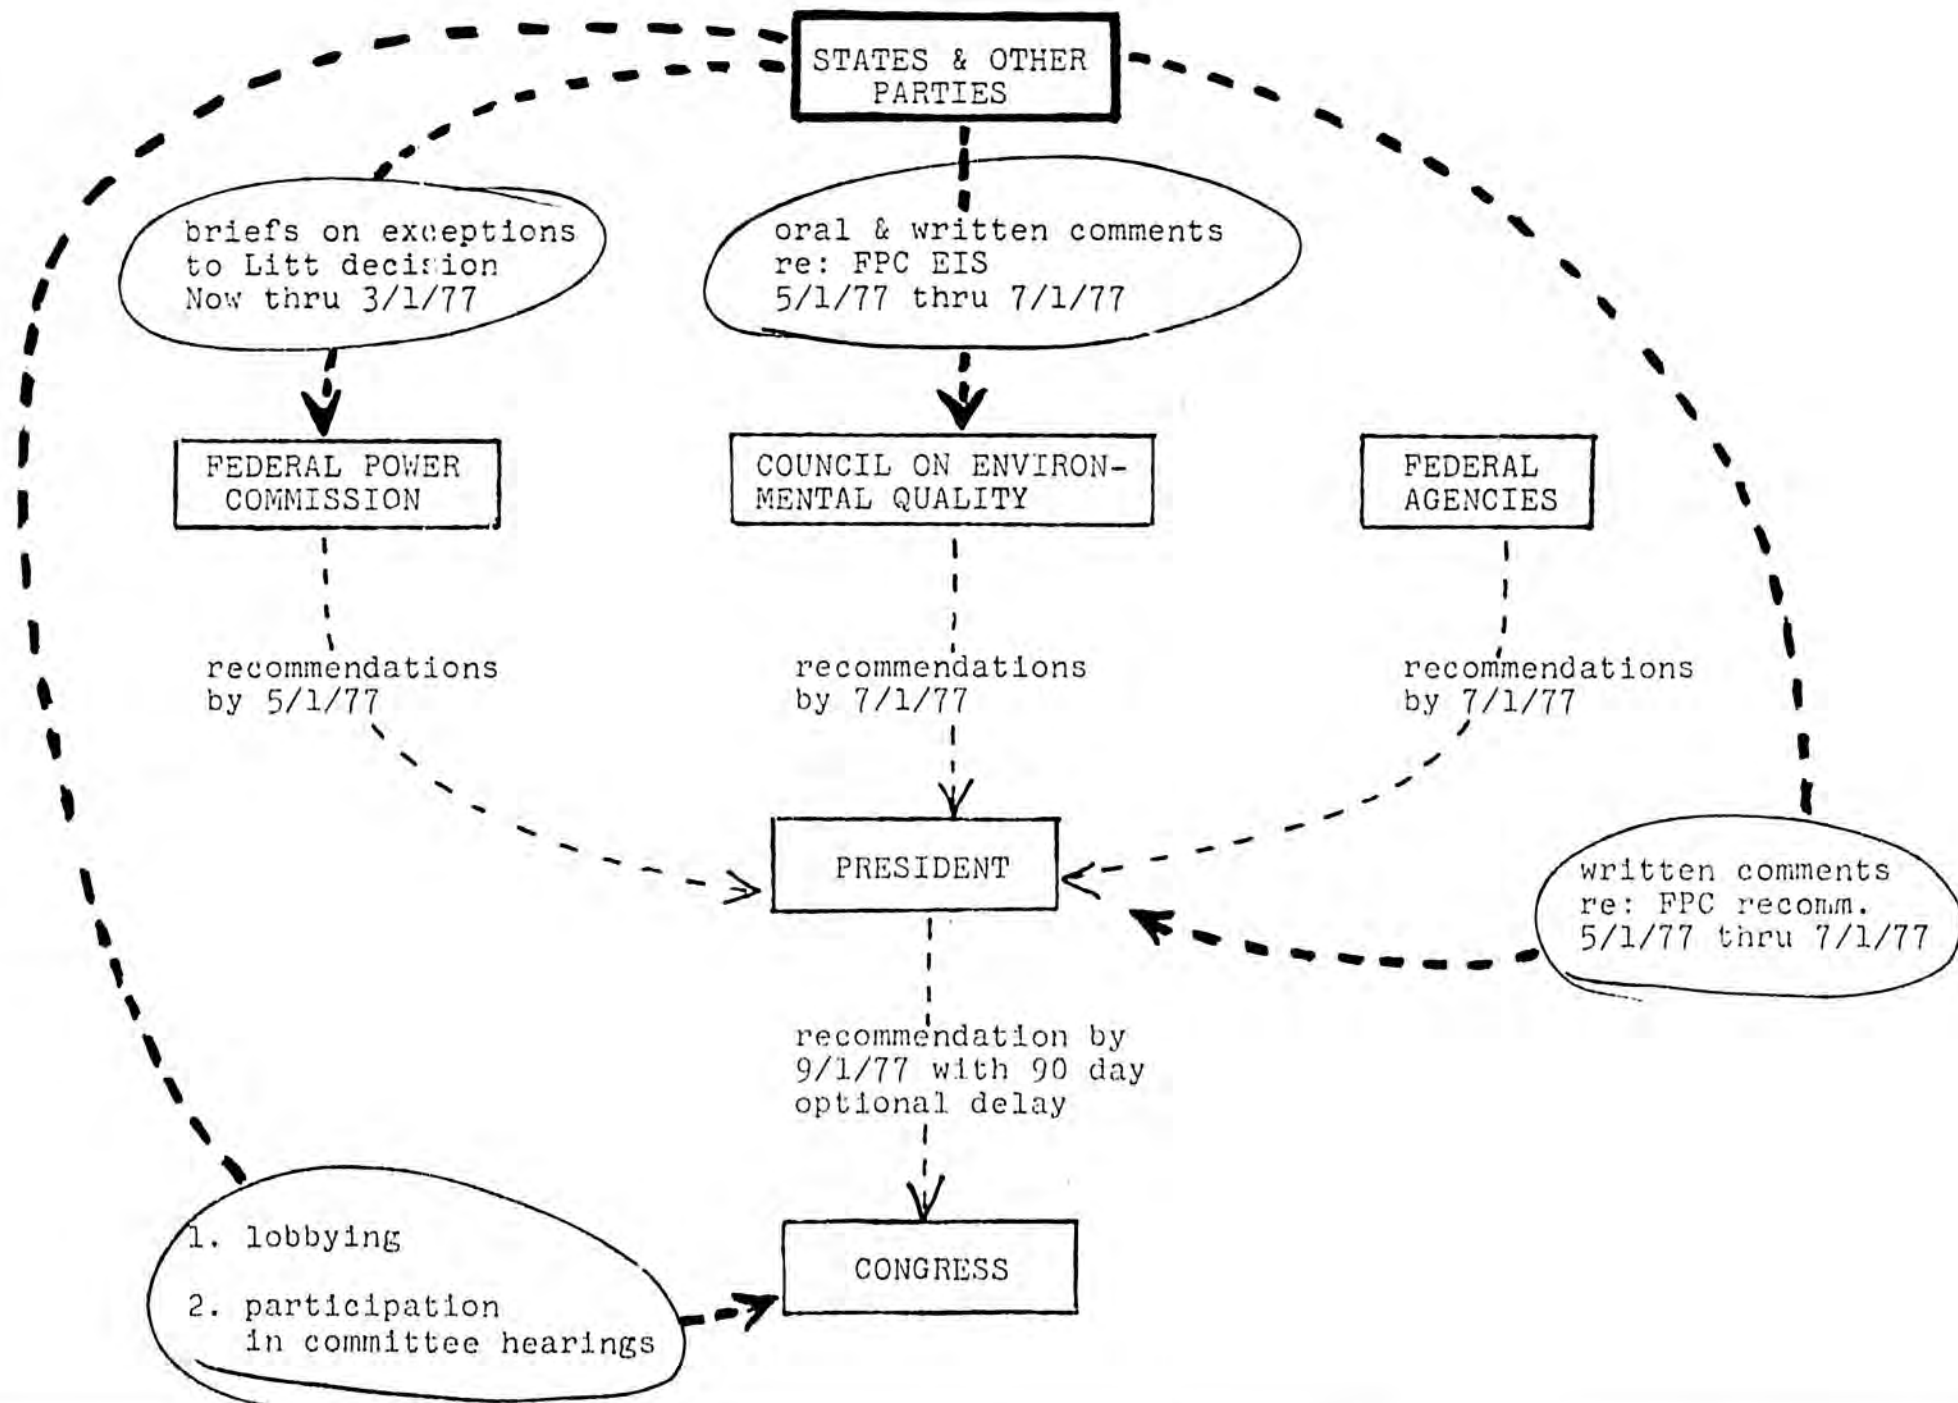 STATES & OTHER
PARTIES
briefs on exceptions
to Litt decision
Now thru 3/1/77
oral & written comments
re: FPC EIS
5/1/77 thru 7/1/77
FEDERAL POWER
COMMISSION
COUNCIL ON ENVIRON-
MENTAL QUALITY
FEDERAL
AGENCIES
recommendations
by 5/1/77
recommendations
by 7/1/77
recommendations
by 7/1/77
PRESIDENT
written comments
re: FPC recomm.
5/1/77 thru 7/1/77
recommendation by
9/1/77 with 90 day
optional delay
1. lobbying
2. participation
in committee hearings
CONGRESS